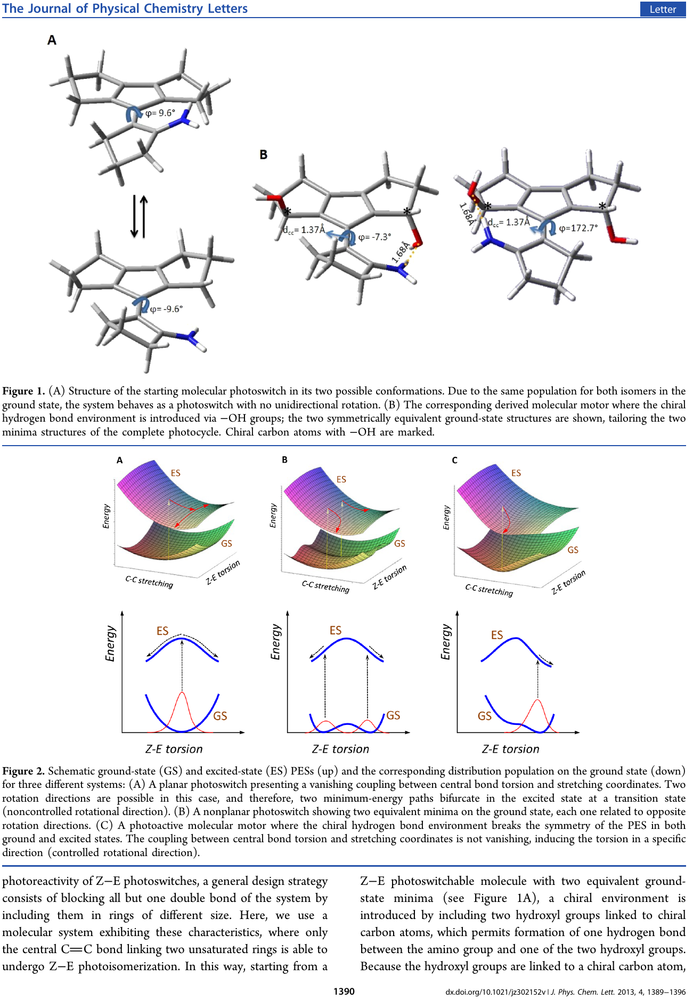 The Journal of Physical Chemistry Letters
Letter
A
φ= 9.6°
φ= -9.6°
B
dcc= 1.37Å
φ= -7.3°
1.68Å
1.68Å
dcc= 1.37Å
φ=172.7°
*
*
*
*
Figure 1. (A) Structure of the starting molecular photoswitch in its two possible conformations. Due to the same population for both isomers in the
ground state, the system behaves as a photoswitch with no unidirectional rotation. (B) The corresponding derived molecular motor where the chiral
hydrogen bond environment is introduced via −OH groups; the two symmetrically equivalent ground-state structures are shown, tailoring the two
minima structures of the complete photocycle. Chiral carbon atoms with −OH are marked.
A
ES
GS
Energy
C-C stretching
Z-E torsion
B
ES
GS
Energy
C-C stretching
Z-E torsion
C
ES
GS
Energy
C-C stretching
Z-E torsion
Energy
ES
GS
Z-E torsion
Energy
ES
GS
Z-E torsion
Energy
ES
GS
Z-E torsion
Figure 2. Schematic ground-state (GS) and excited-state (ES) PESs (up) and the corresponding distribution population on the ground state (down)
for three different systems: (A) A planar photoswitch presenting a vanishing coupling between central bond torsion and stretching coordinates. Two
rotation directions are possible in this case, and therefore, two minimum-energy paths bifurcate in the excited state at a transition state
(noncontrolled rotational direction). (B) A nonplanar photoswitch showing two equivalent minima on the ground state, each one related to opposite
rotation directions. (C) A photoactive molecular motor where the chiral hydrogen bond environment breaks the symmetry of the PES in both
ground and excited states. The coupling between central bond torsion and stretching coordinates is not vanishing, inducing the torsion in a specific
direction (controlled rotational direction).
photoreactivity of Z−E photoswitches, a general design strategy
consists of blocking all but one double bond of the system by
including them in rings of different size. Here, we use a
molecular system exhibiting these characteristics, where only
the central C=C bond linking two unsaturated rings is able to
undergo Z−E photoisomerization. In this way, starting from a
Z−E photoswitchable molecule with two equivalent ground-
state minima (see Figure 1A), a chiral environment is
introduced by including two hydroxyl groups linked to chiral
carbon atoms, which permits formation of one hydrogen bond
between the amino group and one of the two hydroxyl groups.
Because the hydroxyl groups are linked to a chiral carbon atom,
1390
dx.doi.org/10.1021/jz302152v | J. Phys. Chem. Lett. 2013, 4, 1389−1396